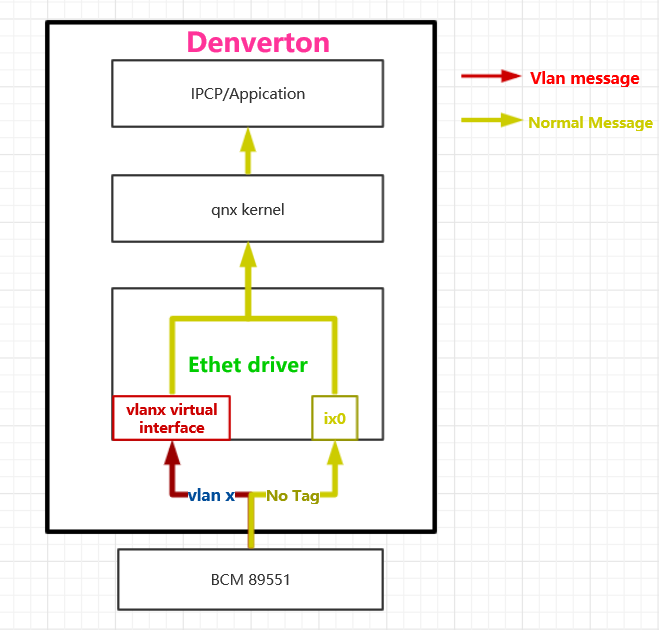 Denverton
IPCP/Appication
Vlan message
Normal Message
qnx kernel
Ethet driver
vlanx virtual
interface
ix0
vlan x
No Tag
BCM 89551